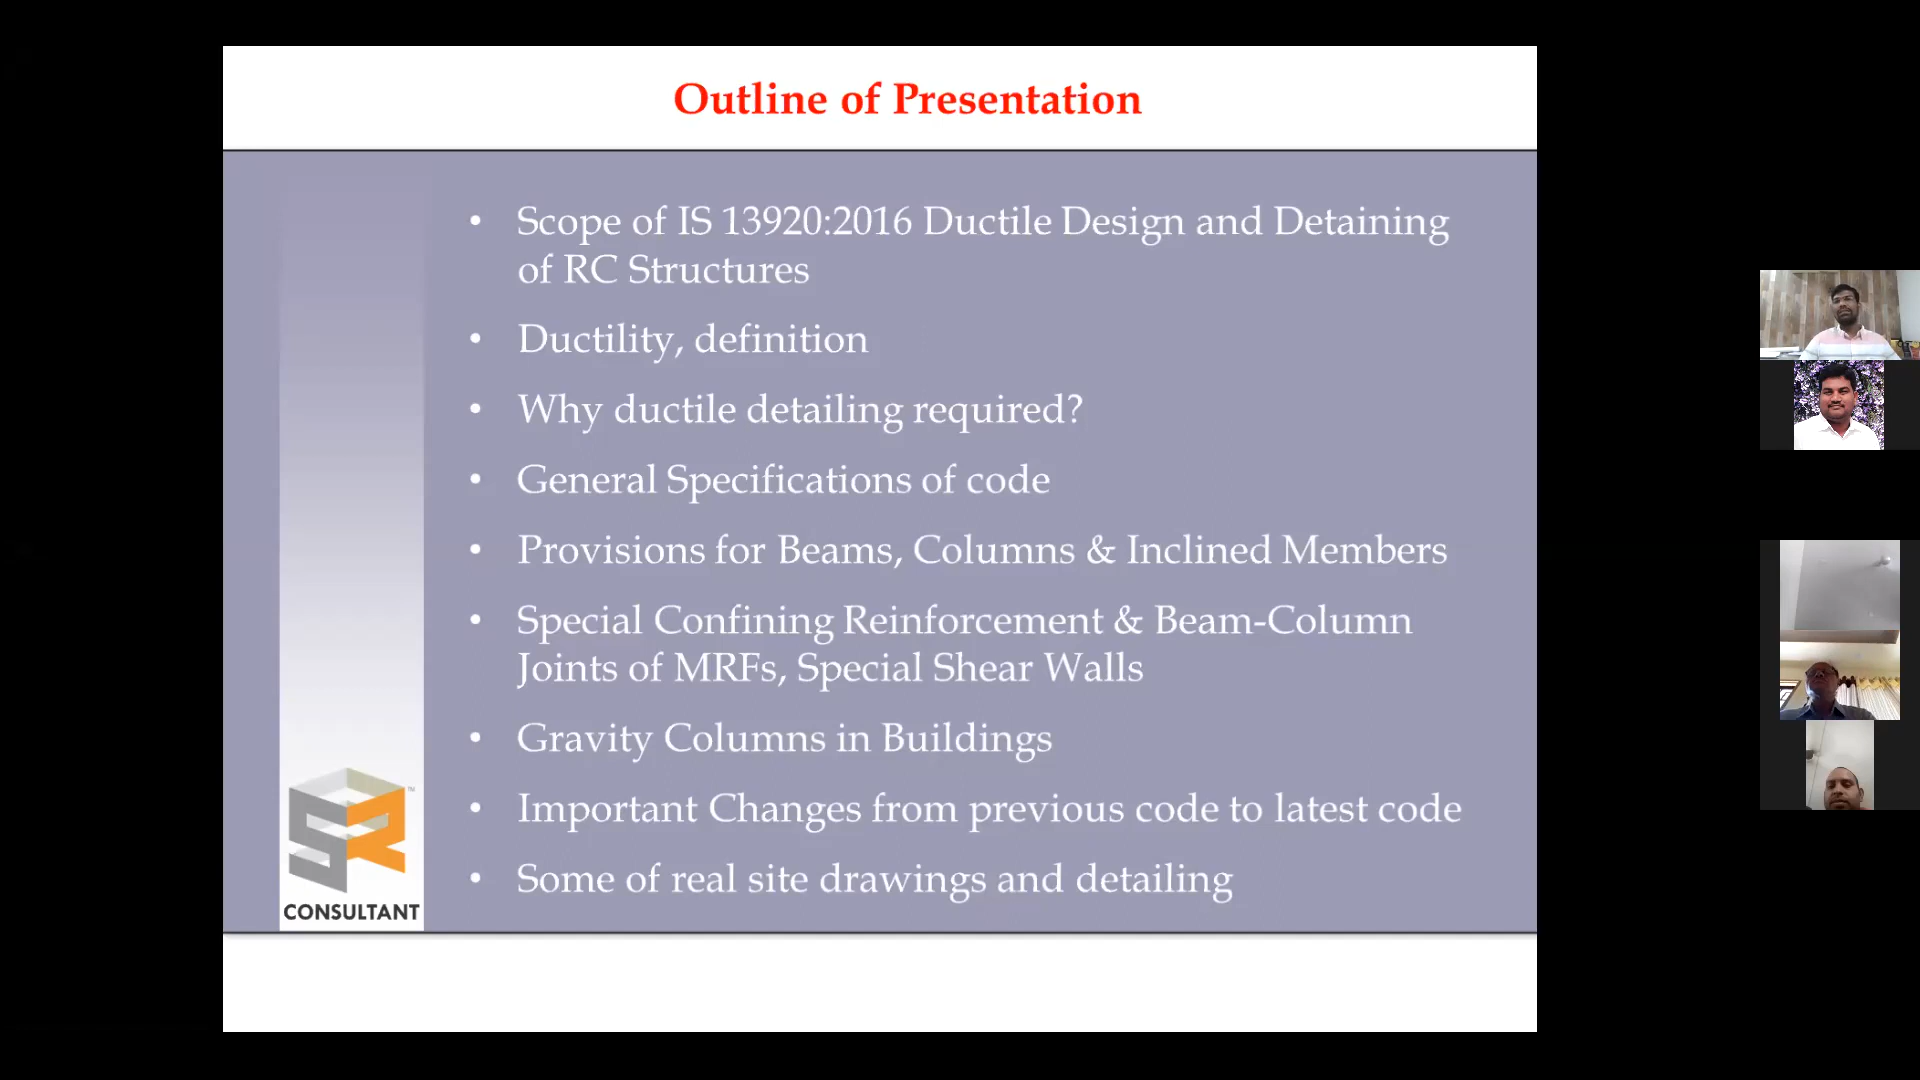 Outline of Presentation
• Scope of IS 13920:2016 Ductile Design and Detaining
of RC Structures
• Ductility, definition
• Why ductile detailing required?
• General Specifications of code
• Provisions for Beams, Columns & Inclined Members
• Special Confining Reinforcement & Beam-Column
Joints of MRFs, Special Shear Walls
• Gravity Columns in Buildings
• Important Changes from previous code to latest code
• Some of real site drawings and detailing
SR TM
CONSULTANT